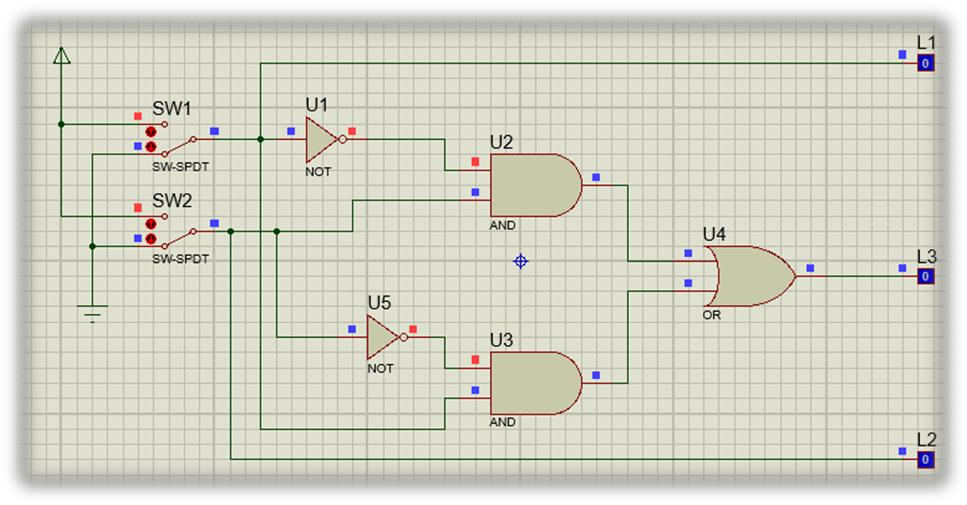 L1
0
SW1
SW-SPDT
U1
NOT
U2
AND
SW2
SW-SPDT
U4
OR
L3
0
U5
NOT
U3
AND
L2
0